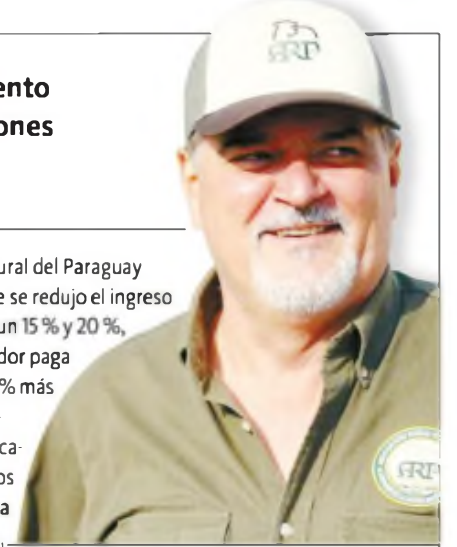 ento
ones
ural del Paraguay
e se redujo el ingreso
un 15 % y 20 %,
dor paga
% más
-
ca-
os
a
ARP
ARP